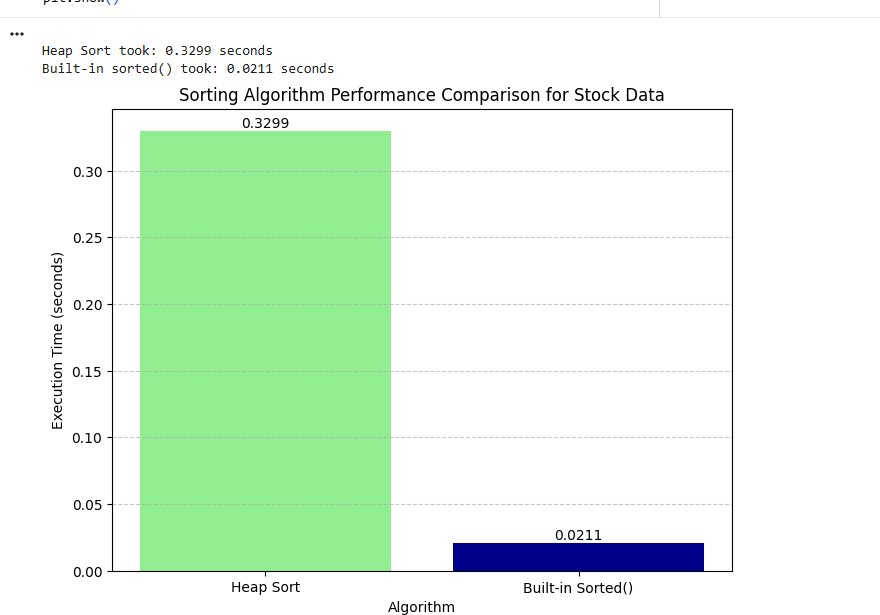 plt.show()
Heap Sort took: 0.3299 seconds
Built-in sorted() took: 0.0211 seconds
Sorting Algorithm Performance Comparison for Stock Data
0.3299
0.30
0.25
0.20
0.15
0.10
0.05
0.00
Execution Time (seconds)
0.0211
Heap Sort
Built-in Sorted()
Algorithm